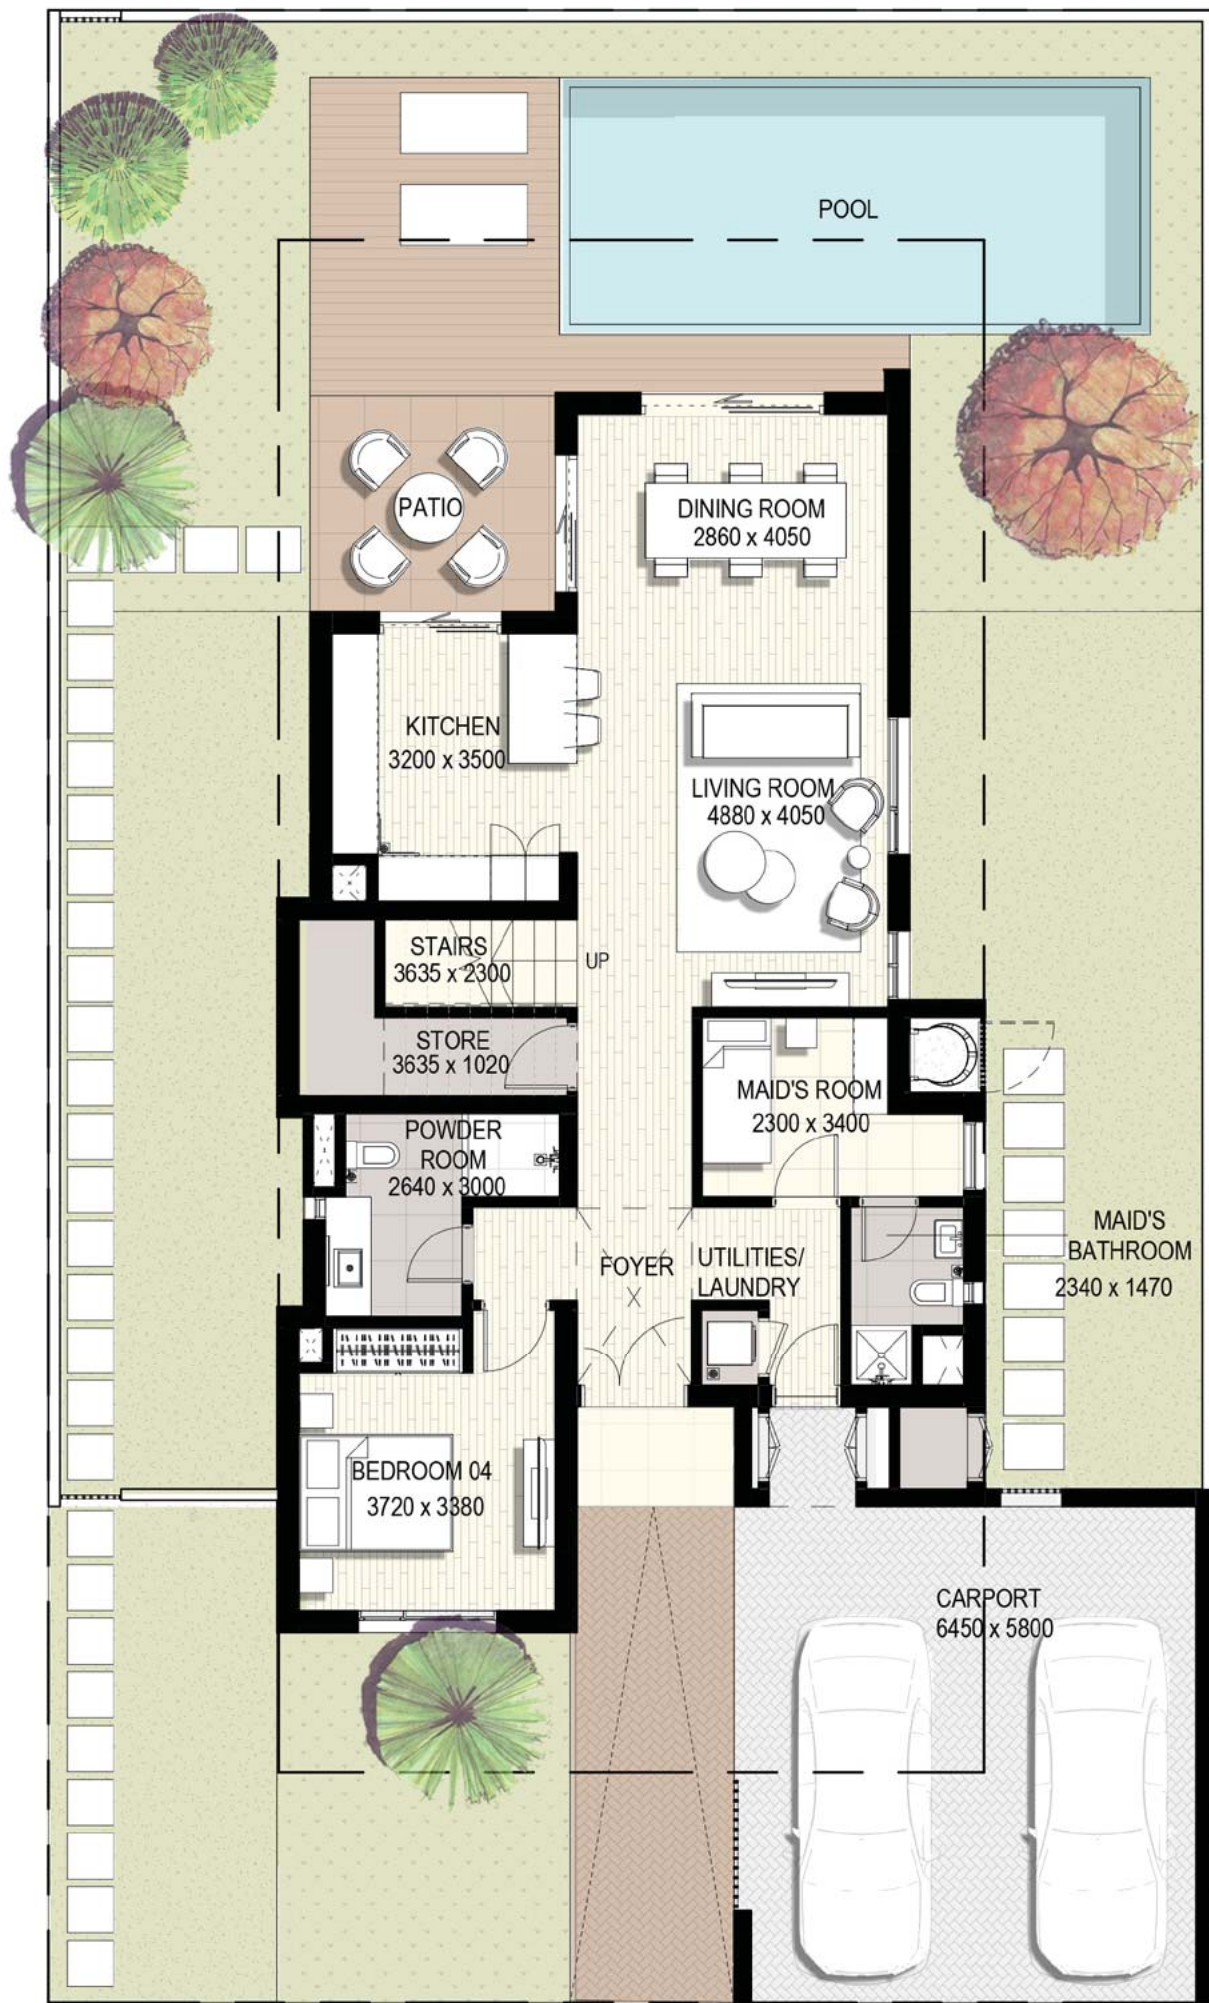 POOL
PATIO
DINING ROOM
2860 x 4050
KITCHEN
3200 x 3500
LIVING ROOM
4880 x 4050
STAIRS
3635 x 2300
UP
STORE
3635 x 1020
MAID'S ROOM
2300 x 3400
POWDER
ROOM
2640 x 3000
FOYER
UTILITIES/
LAUNDRY
MAID'S
BATHROOM
2340 x 1470
BEDROOM 04
3720 x 3380
CARPORT
6450 x 5800